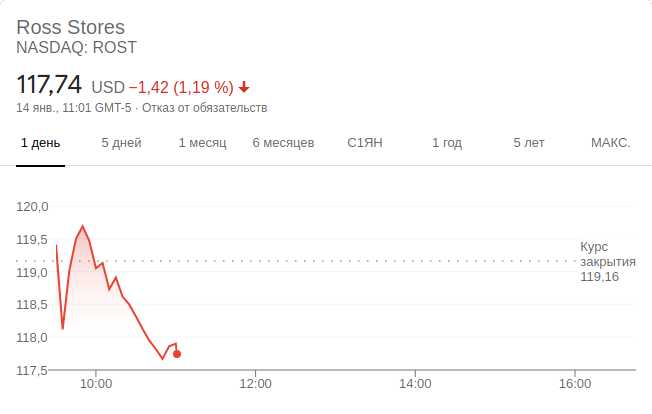 Ross Stores
NASDAQ: ROST
117,74 USD −1,42 (1,19 %)
14 янв., 11:01 GMT-5 · Отказ от обязательств
1 день 5 дней 1 месяц 6 месяцев С1ЯН 1 год 5 лет МАКС.
120,0
119,5
119,0
118,5
118,0
117,5
Курс
закрытия
119,16
10:00 12:00 14:00 16:00